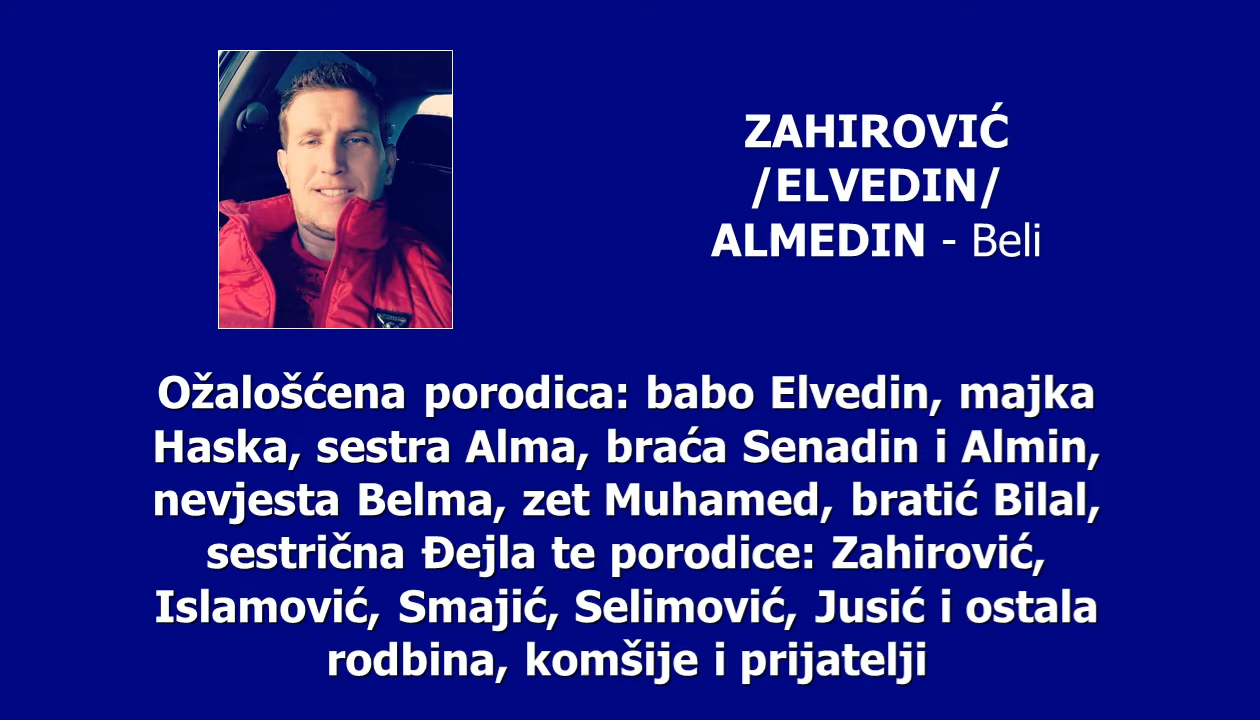 ZAHIROVIĆ
/ELVEDIN/
ALMEDIN - Beli
Ožalošćena porodica: babo Elvedin, majka
Haska, sestra Alma, braća Senadin i Almin,
nevjesta Belma, zet Muhamed, bratić Bilal,
sestrična Đejla te porodice: Zahirović,
Islamović, Smajić, Selimović, Jusić i ostala
rodbina, komšije i prijatelji